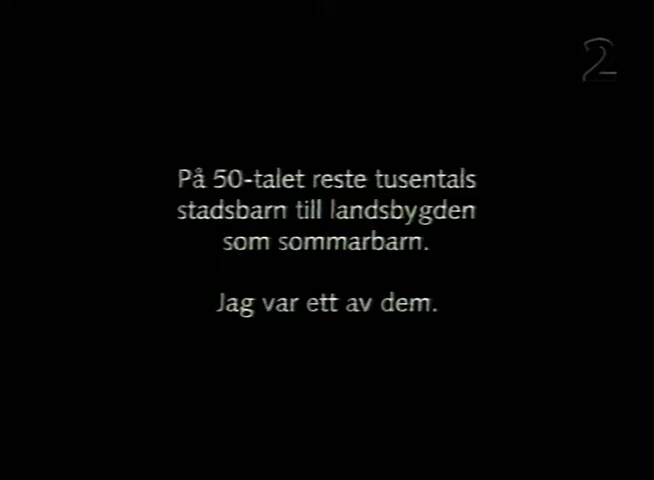 2
På 50-talet reste tusentals
stadsbarn till landsbygden
som sommarbarn.
Jag var ett av dem.